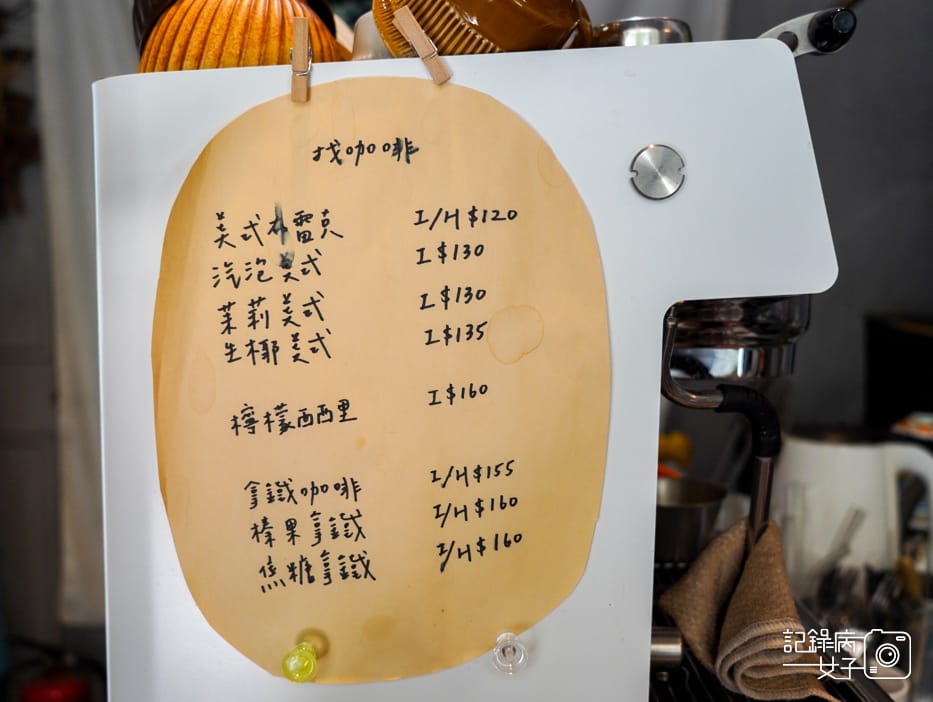 找咖啡
美式布雷克 I/H $120
汽泡美式 I $130
茉莉美式 I $130
生椰美式 I $135
檸檬西西里 I $160
拿鐵咖啡 I/H $155
榛果拿鐵 I/H $160
焦糖拿鐵 I/H $160
記錄病
女子